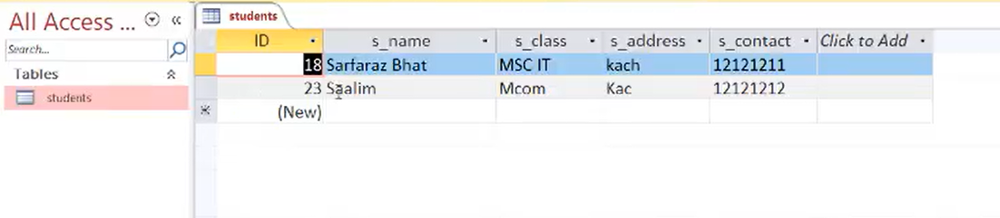 All Access ... «
students
Search...
Tables
students
ID s_name s_class s_address s_contact Click to Add
18 Sarfaraz Bhat MSC IT kach 12121211
23 Saalim Mcom Kac 12121212
* (New)